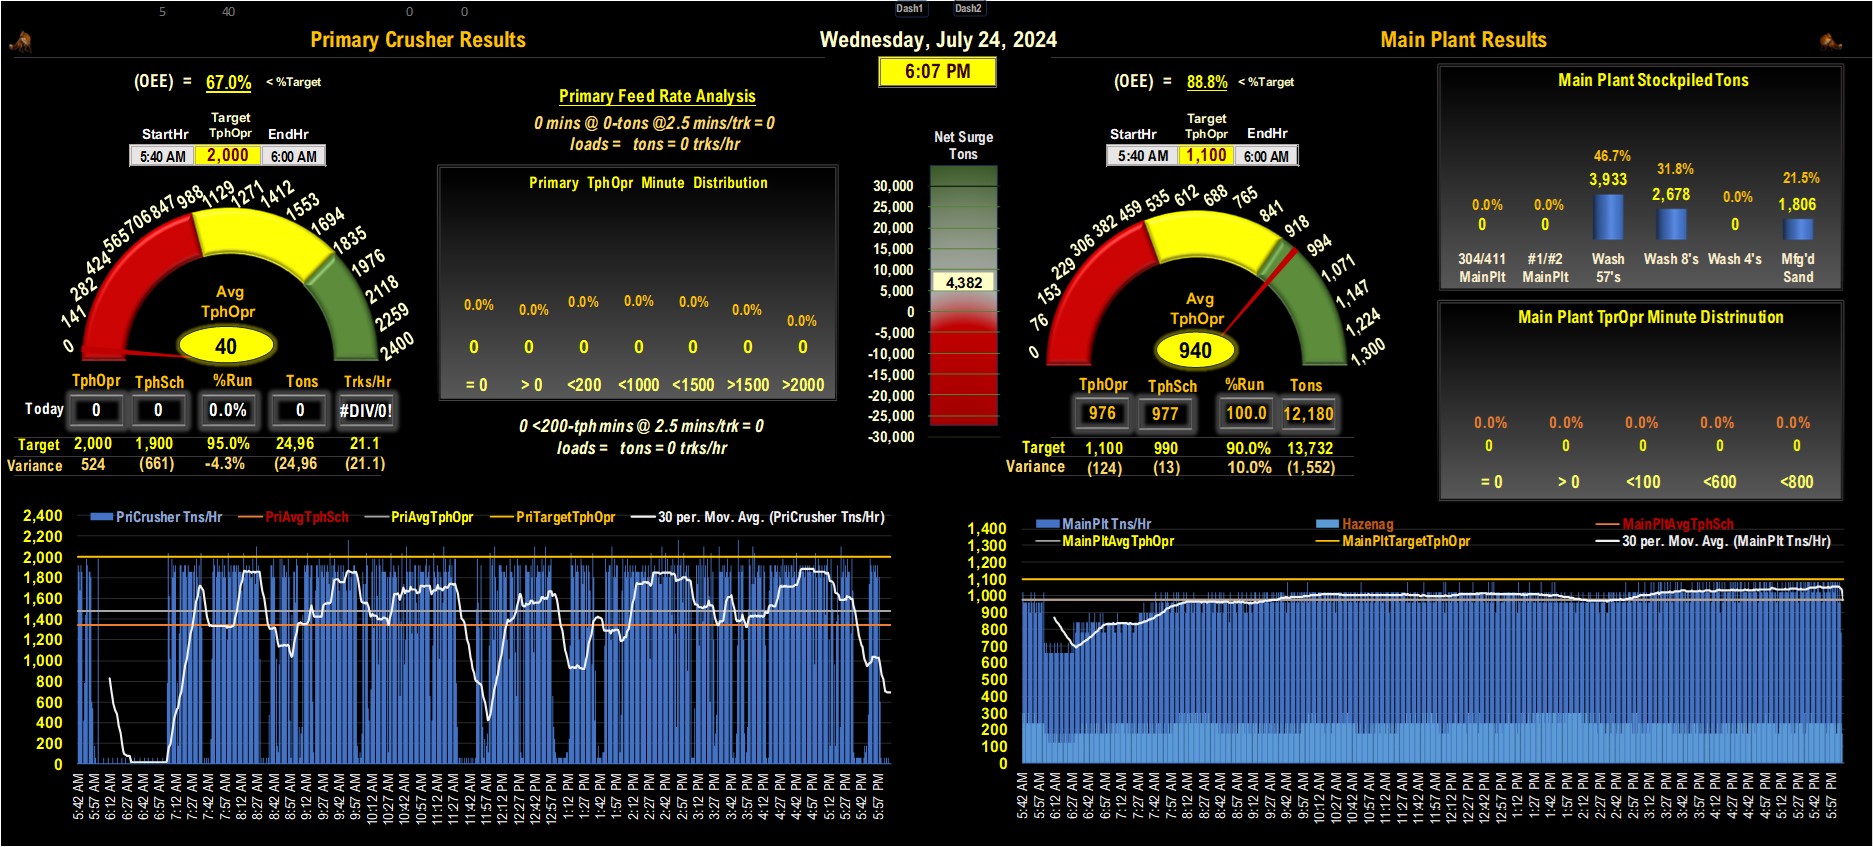 5 40 0 0 Dash1 Dash2
Primary Crusher Results
Wednesday, July 24, 2024
Main Plant Results
6:07 PM
(OEE) = 67.0% < %Target
StartHr Target TphOpr EndHr
5:40 AM 2,000 6:00 AM
0 141 282 424 565 706 847 988 1129 1271 1412 1553 1694 1835 1976 2118 2259 2400
Avg
TphOpr
40
TphOpr TphSch %Run Tons Trks/Hr
Today 0 0 0.0% 0 #DIV/0!
Target 2,000 1,900 95.0% 24,96 21.1
Variance 524 (661) -4.3% (24,96 (21.1)
Primary Feed Rate Analysis
0 mins @ 0-tons @2.5 mins/trk = 0
loads = tons = 0 trks/hr
Primary TphOpr Minute Distribution
0.0% 0.0% 0.0% 0.0% 0.0% 0.0% 0.0%
0 0 0 0 0 0 0
= 0 > 0 <200 <1000 <1500 >1500 >2000
0 <200-tph mins @ 2.5 mins/trk = 0
loads = tons = 0 trks/hr
Net Surge
Tons
30,000
25,000
20,000
15,000
10,000
4,382
5,000
0
-5,000
-10,000
-15,000
-20,000
-25,000
-30,000
(OEE) = 88.8% < %Target
StartHr Target TphOpr EndHr
5:40 AM 1,100 6:00 AM
0 76 153 229 306 382 459 535 612 688 765 841 918 994 1,071 1,147 1,224 1,300
Avg
TphOpr
940
TphOpr TphSch %Run Tons
976 977 100.0 12,180
Target 1,100 990 90.0% 13,732
Variance (124) (13) 10.0% (1,552)
Main Plant Stockpiled Tons
0.0% 0.0% 46.7% 31.8% 0.0% 21.5%
0 0 3,933 2,678 0 1,806
304/411 #1/#2 Wash Wash 8's Wash 4's Mfg'd
MainPlt MainPlt 57's Sand
Main Plant TprOpr Minute Distrinution
0.0% 0.0% 0.0% 0.0% 0.0%
0 0 0 0 0
= 0 > 0 <100 <600 <800
PriCrusher Tns/Hr PriAvgTphSch PriAvgTphOpr PriTargetTphOpr 30 per. Mov. Avg. (PriCrusher Tns/Hr)
2,400
2,200
2,000
1,800
1,600
1,400
1,200
1,000
800
600
400
200
0
5:42 AM 5:57 AM 6:12 AM 6:27 AM 6:42 AM 6:57 AM 7:12 AM 7:27 AM 7:42 AM 7:57 AM 8:12 AM 8:27 AM 8:42 AM 8:57 AM 9:12 AM 9:27 AM 9:42 AM 9:57 AM 10:12 AM 10:27 AM 10:42 AM 10:57 AM 11:12 AM 11:27 AM 11:42 AM 11:57 AM 12:12 PM 12:27 PM 12:42 PM 12:57 PM 1:12 PM 1:27 PM 1:42 PM 1:57 PM 2:12 PM 2:27 PM 2:42 PM 2:57 PM 3:12 PM 3:27 PM 3:42 PM 3:57 PM 4:12 PM 4:27 PM 4:42 PM 4:57 PM 5:12 PM 5:27 PM 5:42 PM 5:57 PM
MainPlt Tns/Hr Hazenag MainPltAvgTphSch
MainPltAvgTphOpr MainPltTargetTphOpr 30 per. Mov. Avg. (MainPlt Tns/Hr)
1,400
1,300
1,200
1,100
1,000
900
800
700
600
500
400
300
200
100
0
5:42 AM 5:57 AM 6:12 AM 6:27 AM 6:42 AM 6:57 AM 7:12 AM 7:27 AM 7:42 AM 7:57 AM 8:12 AM 8:27 AM 8:42 AM 8:57 AM 9:12 AM 9:27 AM 9:42 AM 9:57 AM 10:12 AM 10:27 AM 10:42 AM 10:57 AM 11:12 AM 11:27 AM 11:42 AM 11:57 AM 12:12 PM 12:27 PM 12:42 PM 12:57 PM 1:12 PM 1:27 PM 1:42 PM 1:57 PM 2:12 PM 2:27 PM 2:42 PM 2:57 PM 3:12 PM 3:27 PM 3:42 PM 3:57 PM 4:12 PM 4:27 PM 4:42 PM 4:57 PM 5:12 PM 5:27 PM 5:42 PM 5:57 PM